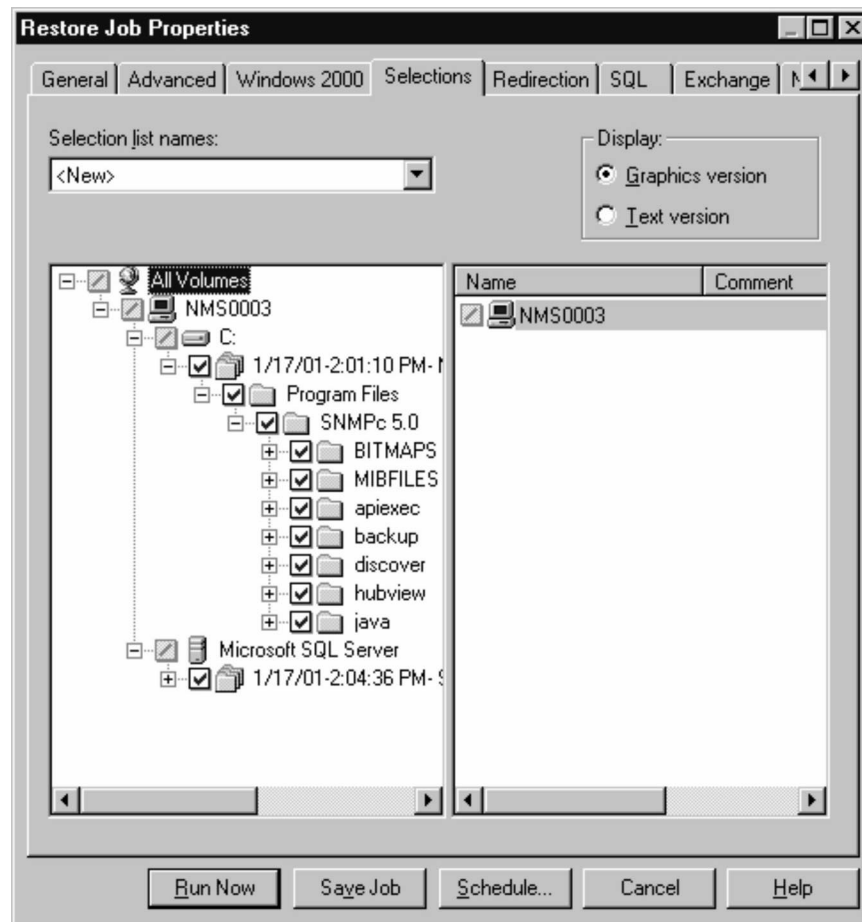 Restore Job Properties
General Advanced Windows 2000 Selections Redirection SQL Exchange
Selection list names:
<New>
Display:
Graphics version
Text version
All Volumes
NMS0003
C:
1/17/01-2:01:10 PM-
Program Files
SNMPc 5.0
BITMAPS
MIBFILES
apiexec
backup
discover
hubview
java
Microsoft SQL Server
1/17/01-2:04:36 PM-
Name Comment
NMS0003
Run Now Save Job Schedule... Cancel Help